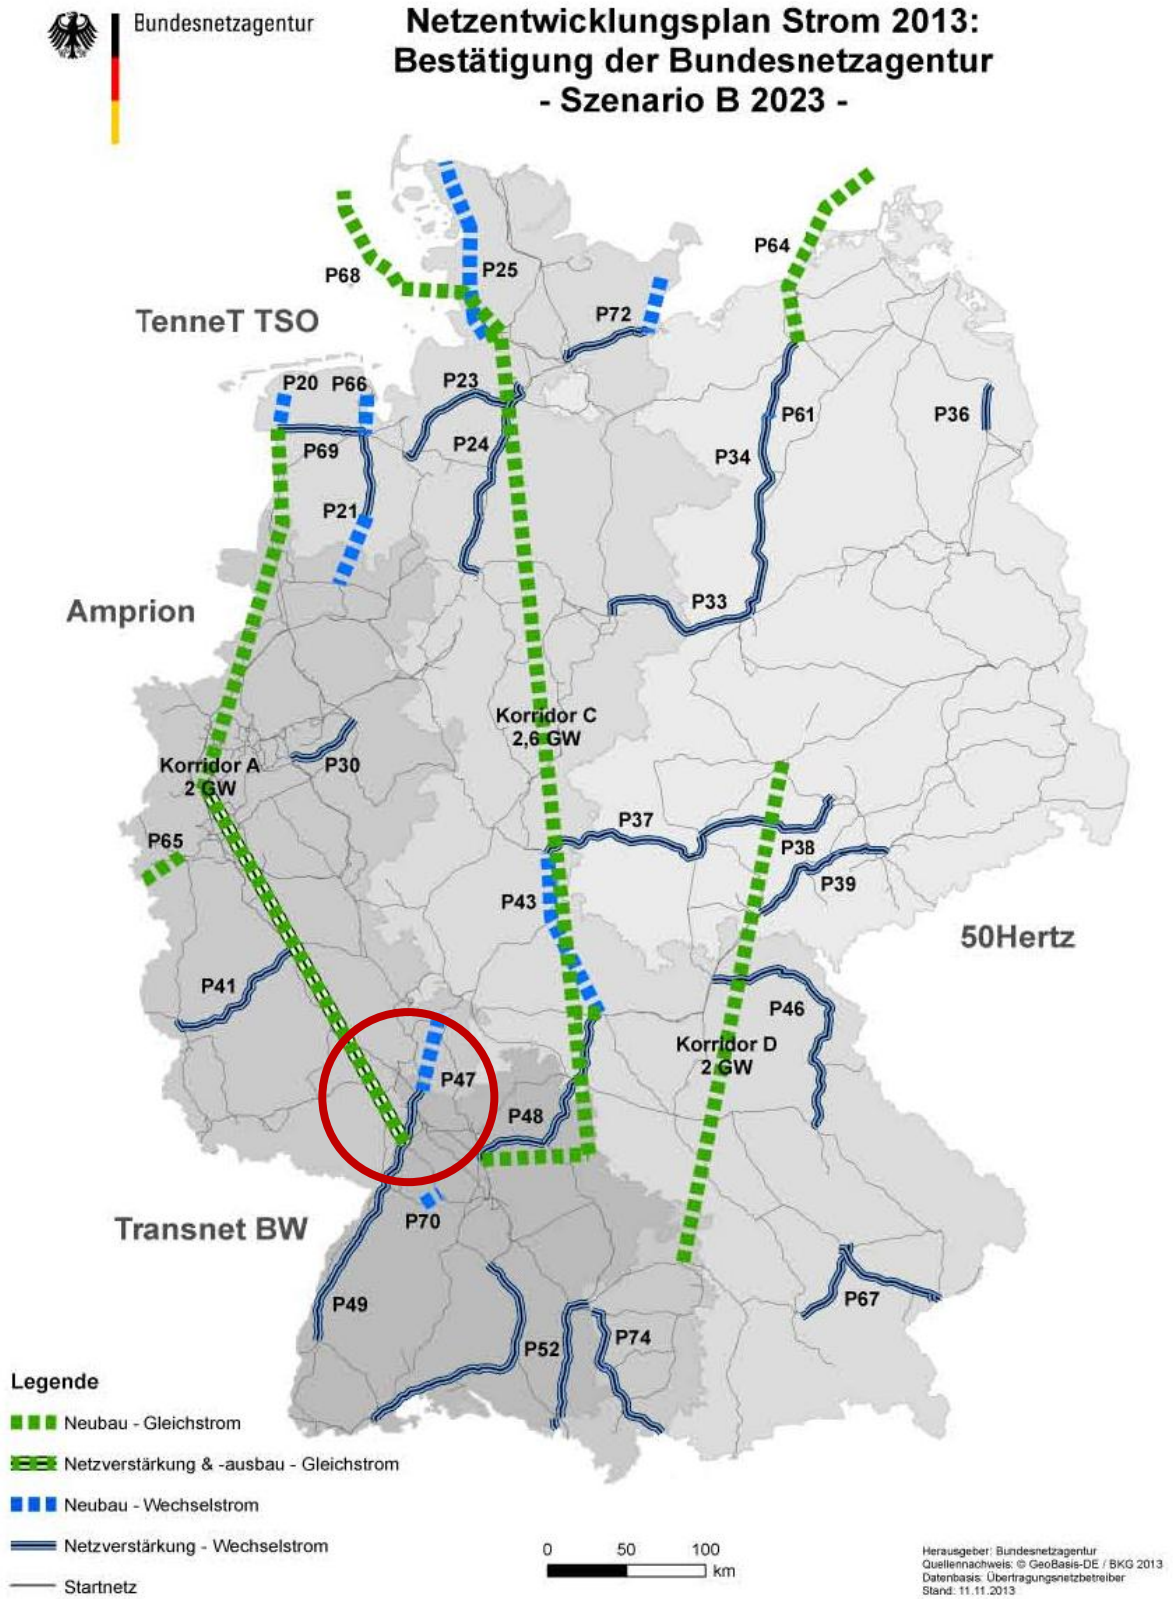 Bundesnetzagentur
Netzentwicklungsplan Strom 2013:
Bestätigung der Bundesnetzagentur
- Szenario B 2023 -
P64
P25
P68
P72
TenneT TSO
P20
P66
P23
P61
P36
P24
P69
P34
P21
Amprion
P33
Korridor C
2,6 GW
Korridor A
2 GW
P30
P37
P65
P38
P39
P43
50Hertz
P41
P46
Korridor D
2 GW
P47
P48
P70
Transnet BW
P49
P67
P52
P74
Legende
Neubau - Gleichstrom
Netzverstärkung & -ausbau - Gleichstrom
Neubau - Wechselstrom
Netzverstärkung - Wechselstrom
Startnetz
0 50 100
km
Herausgeber: Bundesnetzagentur
Quellennachweis: © GeoBasis-DE / BKG 2013
Datenbasis: Übertragungsnetzbetreiber
Stand: 11.11.2013